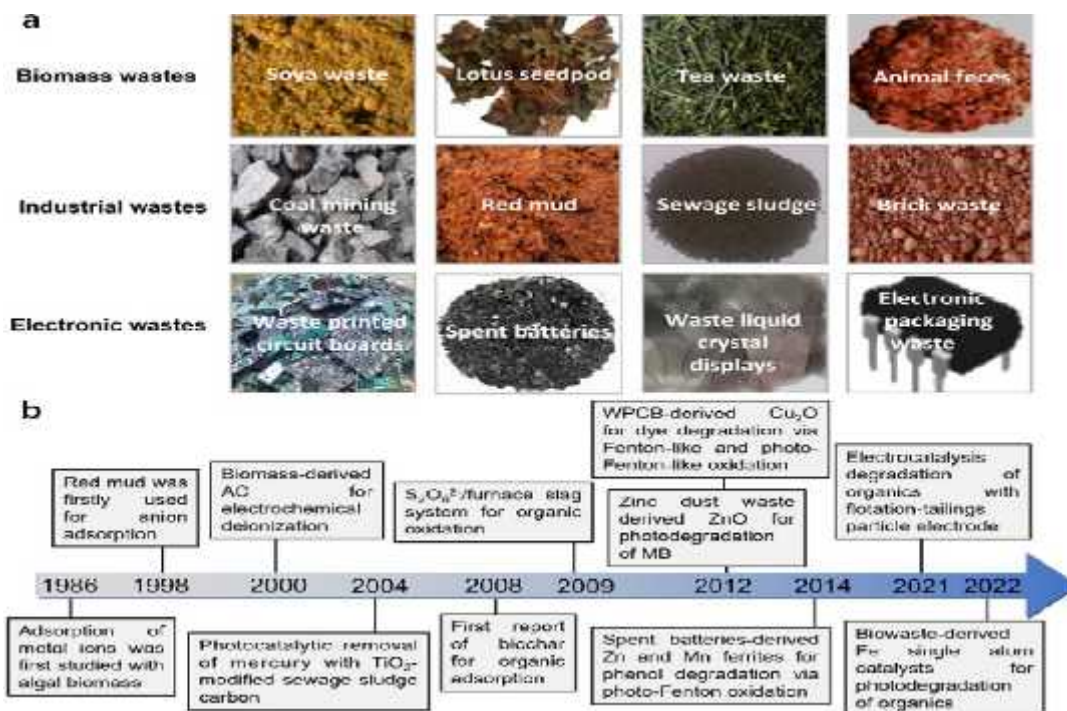 a
Biomass wastes
Soya waste
Lotus seedpod
Tea waste
Animal feces
Industrial wastes
Coal mining
waste
Red mud
Sewage sludge
Brick waste
Electronic wastes
Waste printed
circuit boards
Spent batteries
Waste liquid
crystal
displays
Electronic
packaging
waste
b
Red mud was
firstly used
for anion
adsorption
Biomass-derived
AC for
electrochemical
deionization
S₂O₈²⁻/furnace slag
system for organic
oxidation
WPCB-derived Cu₂O
for dye degradation via
Fenton-like and photo-
Fenton-like oxidation
Zinc dust waste
derived ZnO for
photodegradation
of MB
Electrocatalysis
degradation of
organics with
flotation-tailings
particle electrode
1986 1998 2000 2004 2008 2009 2012 2014 2021 2022
Adsorption of
metal ions was
first studied with
algal biomass
Photocatalytic removal
of mercury with TiO₂-
modified sewage sludge
carbon
First report
of biochar
for organic
adsorption
Spent batteries-derived
Zn and Mn ferrites for
phenol degradation via
photo-Fenton oxidation
Biowaste-derived
Fe single atom
catalysts for
photodegradation
of organics